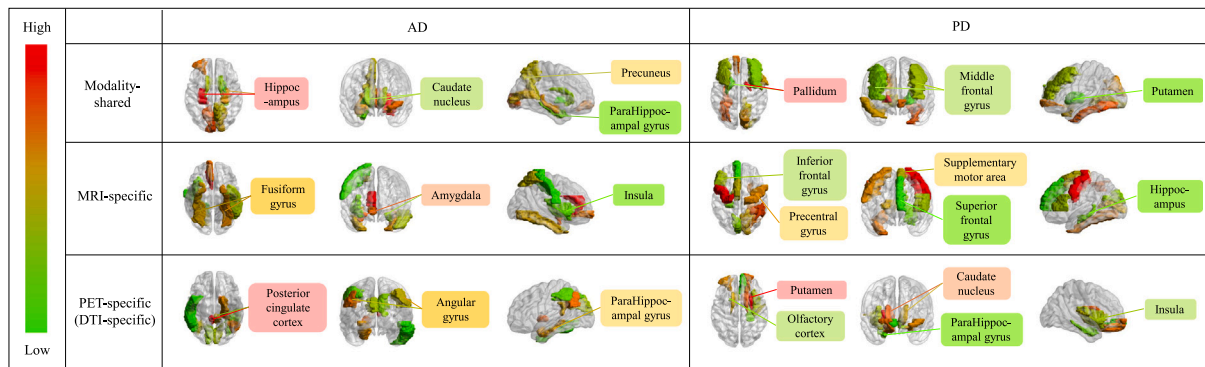 High
Low
AD
PD
Modality-
shared
Hippoc
-ampus
Caudate
nucleus
Precuneus
ParaHippoc-
ampal gyrus
Pallidum
Middle
frontal
gyrus
Putamen
MRI-specific
Fusiform
gyrus
Amygdala
Insula
Inferior
frontal
gyrus
Precentral
gyrus
Supplementary
motor area
Superior
frontal
gyrus
Hippoc-
ampus
PET-specific
(DTI-specific)
Posterior
cingulate
cortex
Angular
gyrus
ParaHippoc-
ampal gyrus
Putamen
Olfactory
cortex
Caudate
nucleus
ParaHippoc-
ampal gyrus
Insula